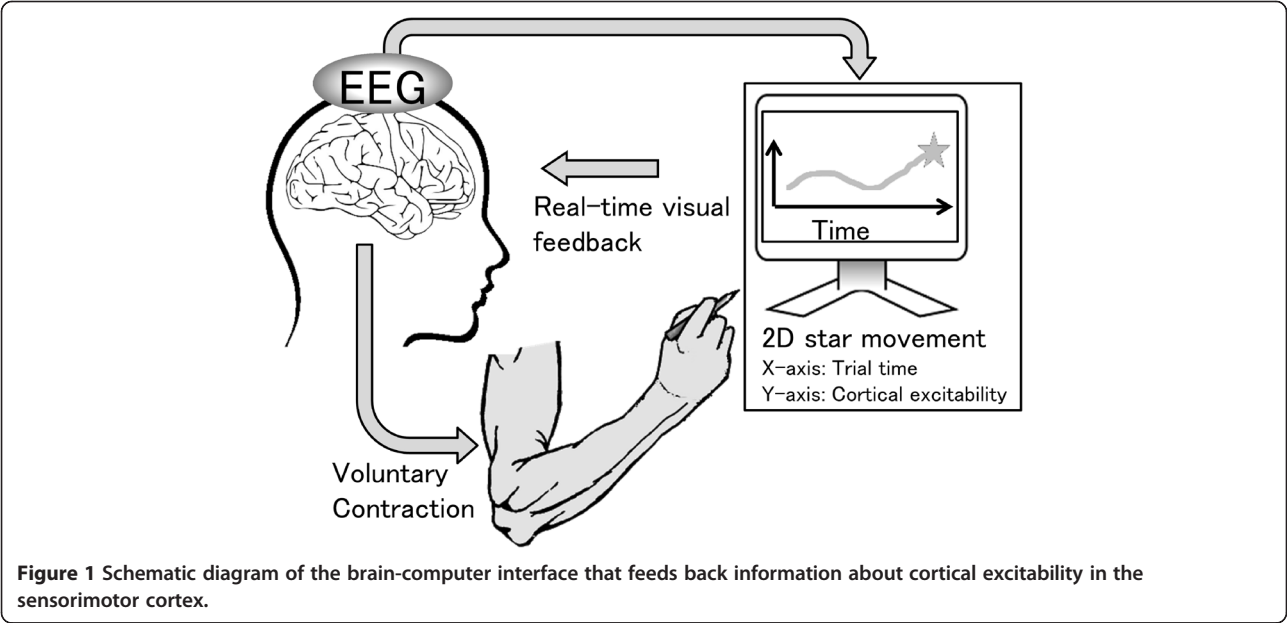 EEG
Real-time visual
feedback
Time
2D star movement
X-axis: Trial time
Y-axis: Cortical excitability
Voluntary
Contraction
Figure 1 Schematic diagram of the brain-computer interface that feeds back information about cortical excitability in the
sensorimotor cortex.